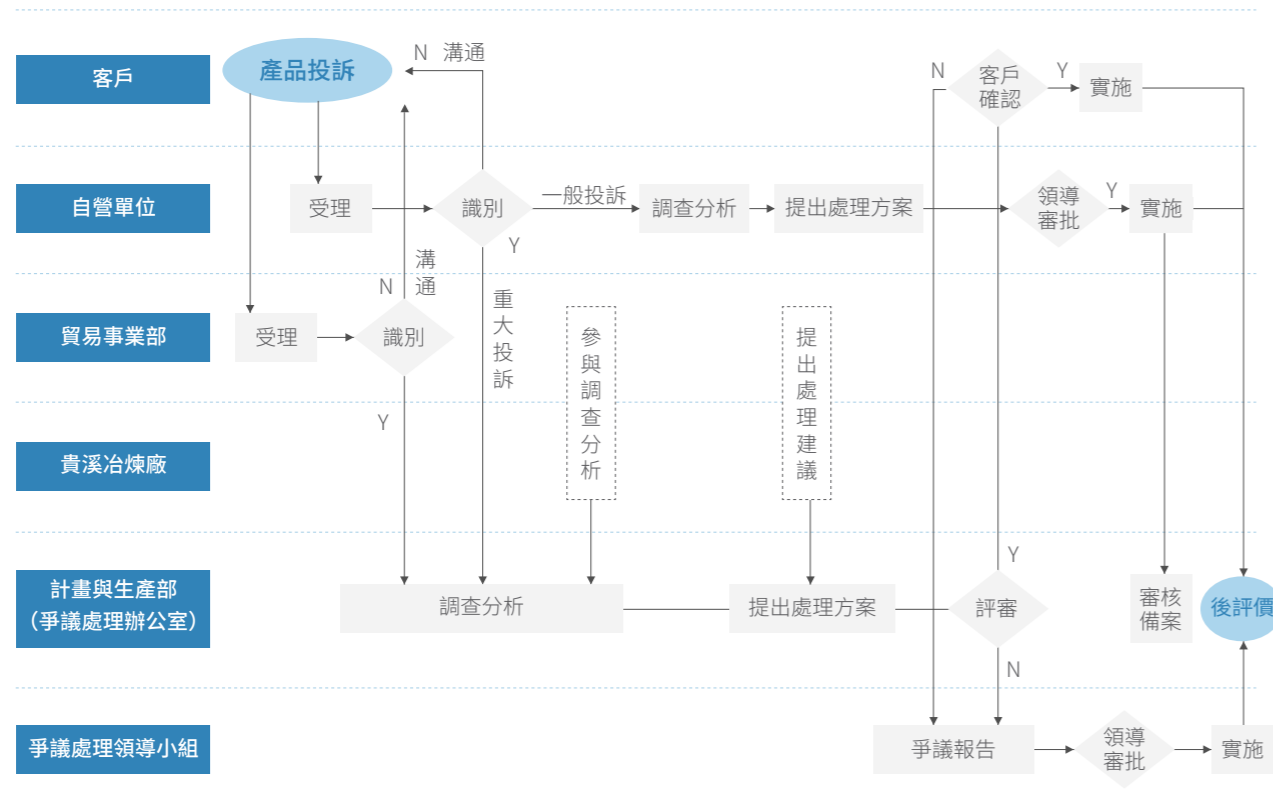 客戶
產品投訴
N
溝通
N
客戶
確認
Y
實施
自營單位
受理
識別
一般投訴
Y
調查分析
提出處理方案
領導
審批
Y
實施
貿易事業部
受理
N
溝通
識別
Y
重大投訴
參與調查分析
提出處理建議
貴溪冶煉廠
計畫與生產部
（爭議處理辦公室）
調查分析
提出處理方案
Y
評審
N
審核
備案
後評價
爭議處理領導小組
爭議報告
領導
審批
實施